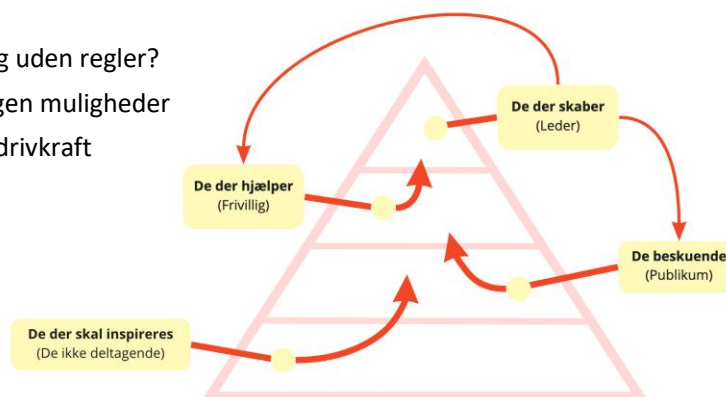 g uden regler?
gen muligheder
drivkraft
De der skaber
(Leder)
De der hjælper
(Frivillig)
De beskuende
(Publikum)
De der skal inspireres
(De ikke deltagende)